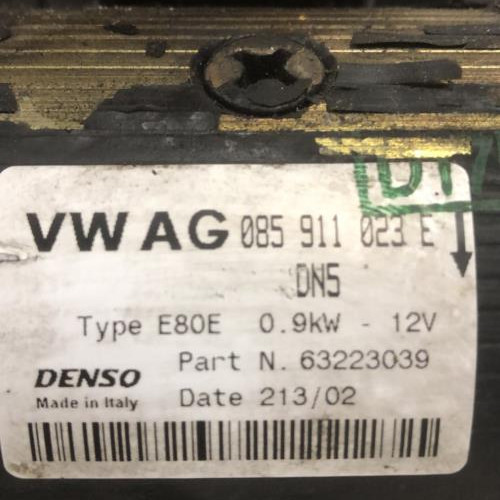 VW AG 085 911 023 E
DN5
Type E80E 0.9kW - 12V
Part N. 63223039
DENSO
Made in Italy
Date 213/02